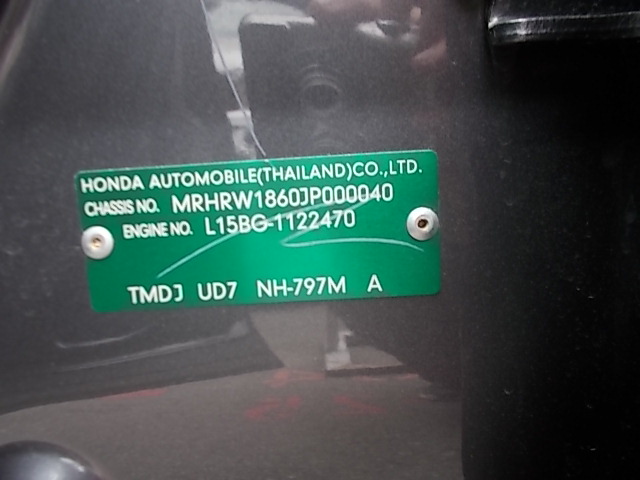 HONDA AUTOMOBILE(THAILAND)CO.,LTD.
CHASSIS NO. MRHRW1860JP000040
ENGINE NO. L15BG-1122470
TMDJ UD7 NH-797M A